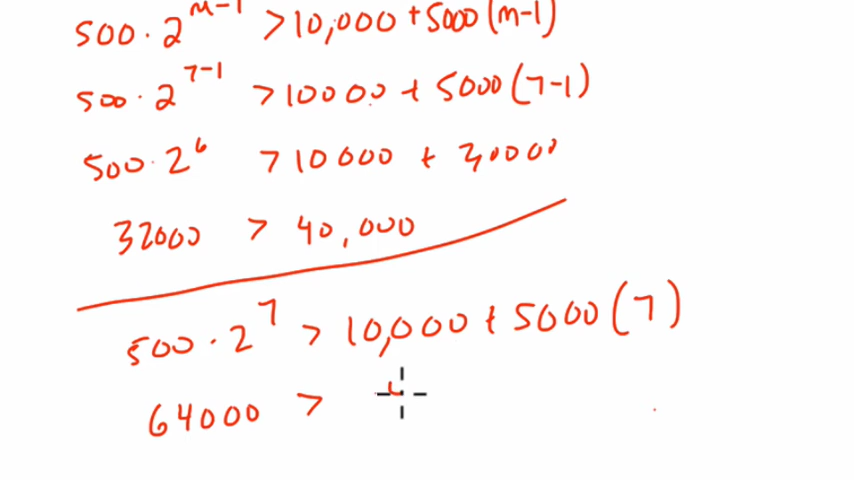 500 · 2^(m-1) > 10,000 + 5000 (m-1)
500 · 2^(7-1) > 10000 + 5000 (7-1)
500 · 2^6 > 10000 + 30000
32000 > 40,000
500 · 2^7 > 10,000 + 5000 (7)
64000 >